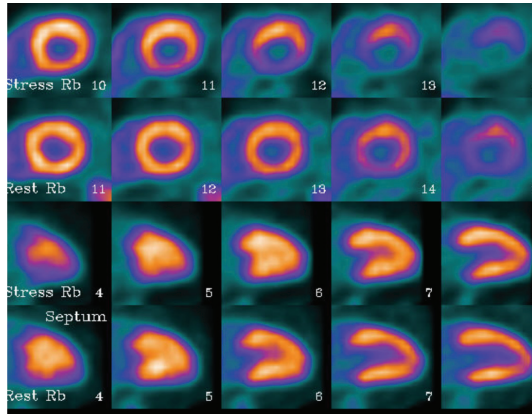 Stress Rb 10 11 12 13
Rest Rb 11 12 13 14
Stress Rb 4 5 6 7
Septum
Rest Rb 4 5 6 7